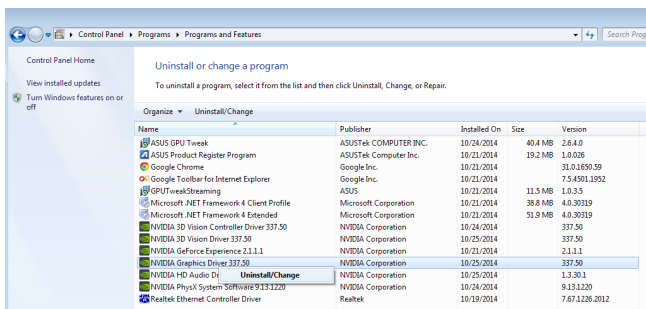 Control Panel Programs Programs and Features Search Prog
Control Panel Home
View installed updates
Turn Windows features on or
off
Uninstall or change a program
To uninstall a program, select it from the list and then click Uninstall, Change, or Repair.
Organize Uninstall/Change
Name Publisher Installed On Size Version
ASUS GPU Tweak ASUSTek COMPUTER INC. 10/24/2014 40.4 MB 2.6.4.0
ASUS Product Register Program ASUSTek Computer Inc. 10/21/2014 19.2 MB 1.0.026
Google Chrome Google Inc. 10/21/2014 31.0.1650.59
Google Toolbar for Internet Explorer Google Inc. 10/21/2014 7.5.4501.1952
GPUTweakStreaming ASUS 10/21/2014 11.5 MB 1.0.3.5
Microsoft .NET Framework 4 Client Profile Microsoft Corporation 10/21/2014 38.8 MB 4.0.30319
Microsoft .NET Framework 4 Extended Microsoft Corporation 10/21/2014 51.9 MB 4.0.30319
NVIDIA 3D Vision Controller Driver 337.50 NVIDIA Corporation 10/24/2014 337.50
NVIDIA 3D Vision Driver 337.50 NVIDIA Corporation 10/25/2014 337.50
NVIDIA GeForce Experience 2.1.1.1 NVIDIA Corporation 10/21/2014 2.1.1.1
NVIDIA Graphics Driver 337.50 NVIDIA Corporation 10/25/2014 337.50
NVIDIA HD Audio Dr Uninstall/Change NVIDIA Corporation 10/25/2014 1.3.30.1
NVIDIA PhysX System Software 9.13.1220 NVIDIA Corporation 10/24/2014 9.13.1220
Realtek Ethernet Controller Driver Realtek 10/19/2014 7.67.1226.2012